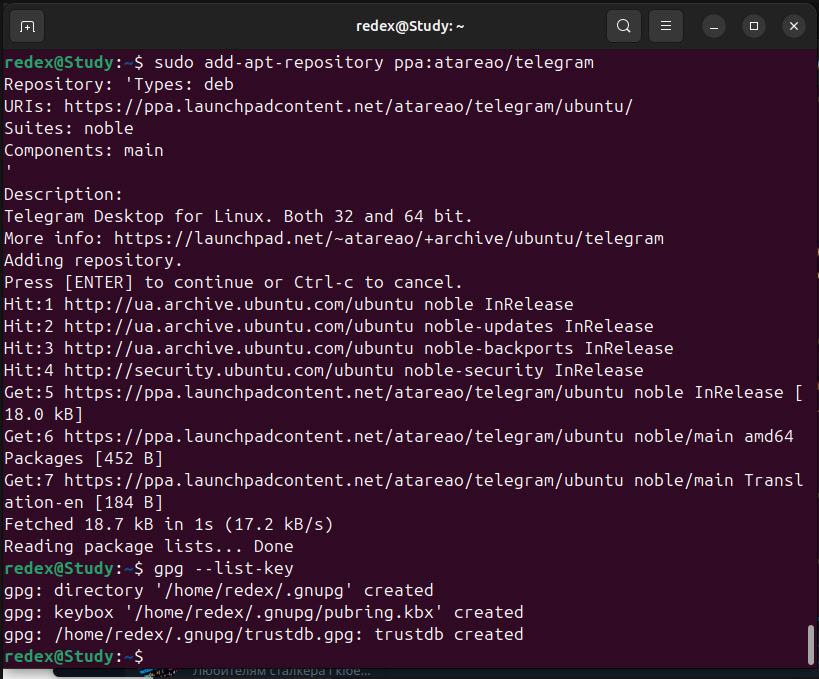 redex@Study: ~
redex@Study:~$ sudo add-apt-repository ppa:atareao/telegram
Repository: 'Types: deb
URIs: https://ppa.launchpadcontent.net/atareao/telegram/ubuntu/
Suites: noble
Components: main
'
Description:
Telegram Desktop for Linux. Both 32 and 64 bit.
More info: https://launchpad.net/~atareao/+archive/ubuntu/telegram
Adding repository.
Press [ENTER] to continue or Ctrl-c to cancel.
Hit:1 http://ua.archive.ubuntu.com/ubuntu noble InRelease
Hit:2 http://ua.archive.ubuntu.com/ubuntu noble-updates InRelease
Hit:3 http://ua.archive.ubuntu.com/ubuntu noble-backports InRelease
Hit:4 http://security.ubuntu.com/ubuntu noble-security InRelease
Get:5 https://ppa.launchpadcontent.net/atareao/telegram/ubuntu noble InRelease [
18.0 kB]
Get:6 https://ppa.launchpadcontent.net/atareao/telegram/ubuntu noble/main amd64
Packages [452 B]
Get:7 https://ppa.launchpadcontent.net/atareao/telegram/ubuntu noble/main Transl
ation-en [184 B]
Fetched 18.7 kB in 1s (17.2 kB/s)
Reading package lists... Done
redex@Study:~$ gpg --list-key
gpg: directory '/home/redex/.gnupg' created
gpg: keybox '/home/redex/.gnupg/pubring.kbx' created
gpg: /home/redex/.gnupg/trustdb.gpg: trustdb created
redex@Study:~$
Любителям сталкера і кібе...